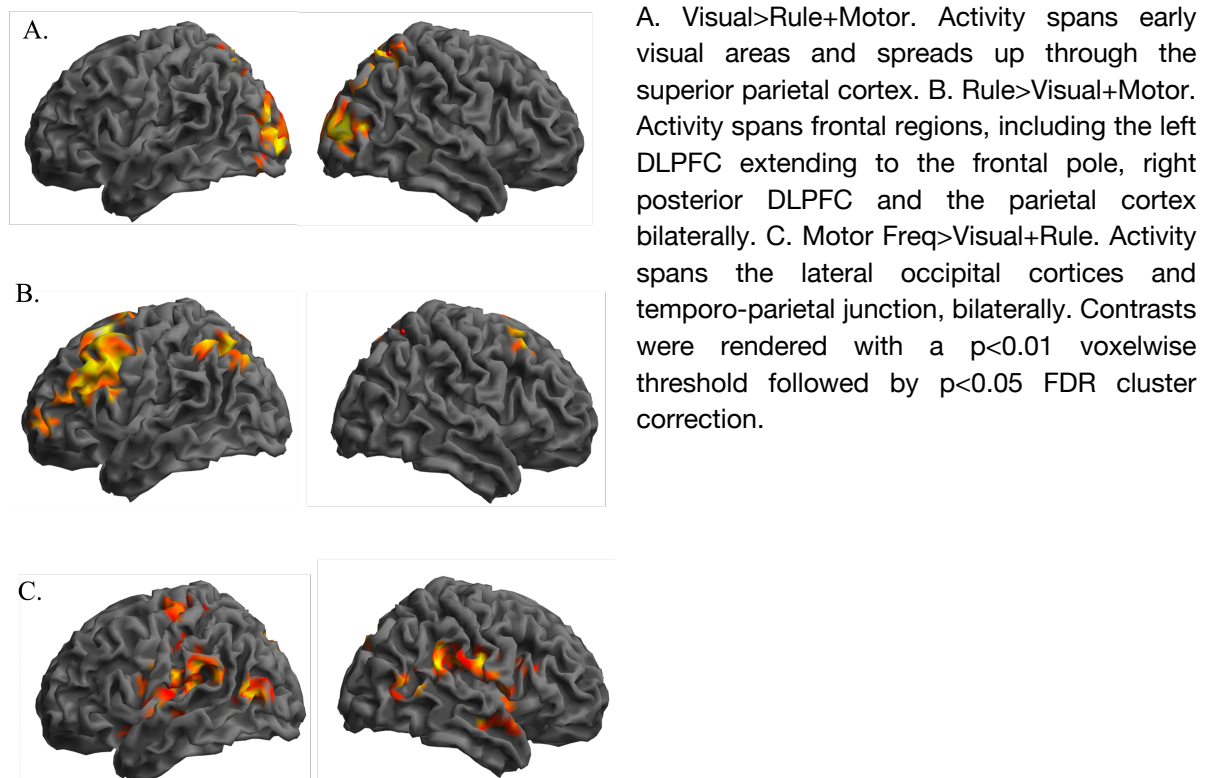 A.
A. Visual>Rule+Motor. Activity spans early
visual areas and spreads up through the
superior parietal cortex. B. Rule>Visual+Motor.
Activity spans frontal regions, including the left
DLPFC extending to the frontal pole, right
posterior DLPFC and the parietal cortex
bilaterally. C. Motor Freq>Visual+Rule. Activity
spans the lateral occipital cortices and
temporo-parietal junction, bilaterally. Contrasts
were rendered with a p<0.01 voxelwise
threshold followed by p<0.05 FDR cluster
correction.
B.
C.